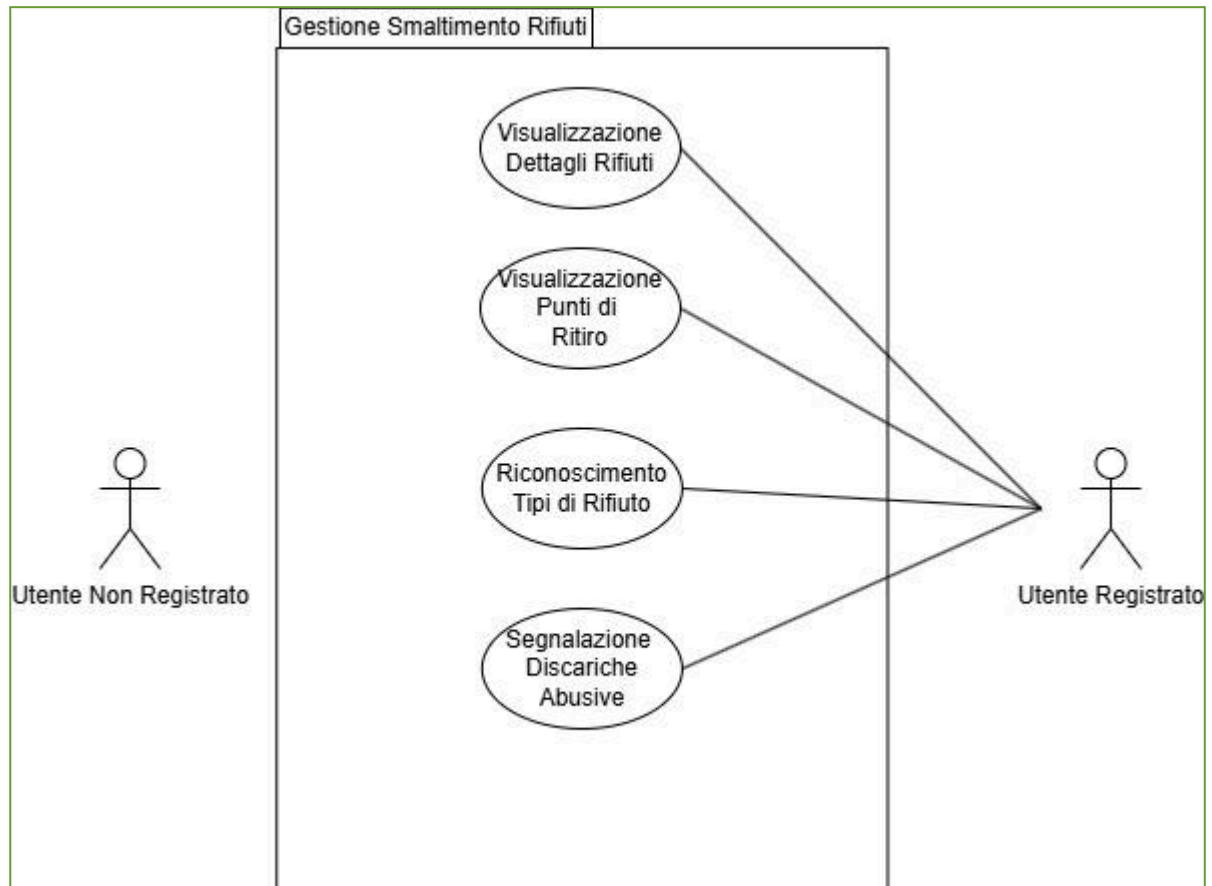 Gestione Smaltimento Rifiuti
Visualizzazione
Dettagli Rifiuti
Visualizzazione
Punti di
Ritiro
Riconoscimento
Tipi di Rifiuto
Utente Non Registrato
Utente Registrato
Segnalazione
Discariche
Abusive